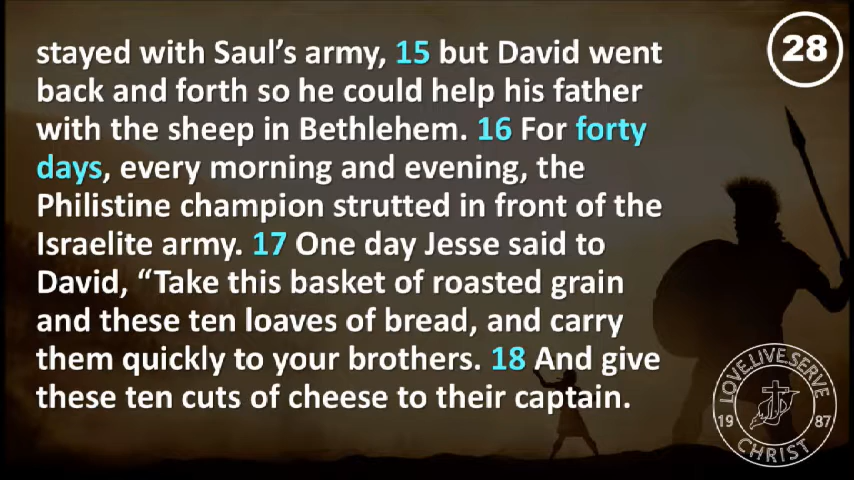 28
stayed with Saul’s army, 15 but David went
back and forth so he could help his father
with the sheep in Bethlehem. 16 For forty
days, every morning and evening, the
Philistine champion strutted in front of the
Israelite army. 17 One day Jesse said to
David, “Take this basket of roasted grain
and these ten loaves of bread, and carry
them quickly to your brothers. 18 And give
these ten cuts of cheese to their captain.
LOVE.LIVE.SERVE
19 87
CHRIST